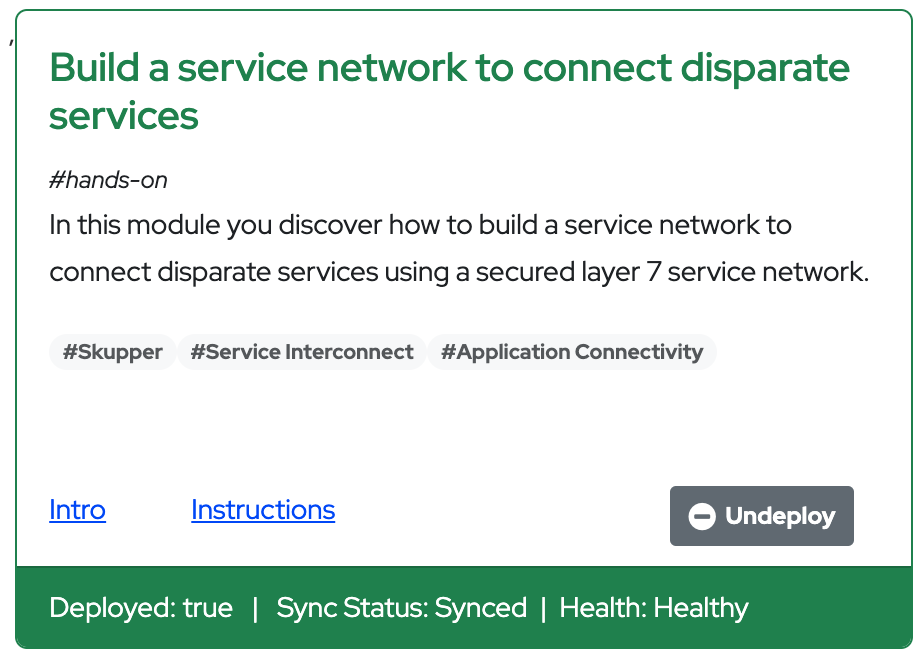 Build a service network to connect disparate
services
#hands-on
In this module you discover how to build a service network to
connect disparate services using a secured layer 7 service network.
#Skupper #Service Interconnect #Application Connectivity
Intro Instructions Undeploy
Deployed: true | Sync Status: Synced | Health: Healthy